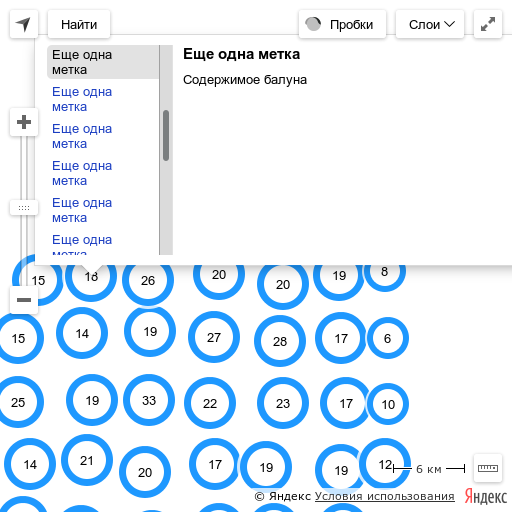 Найти
Пробки
Слои
Еще одна
метка
Еще одна
метка
Еще одна
метка
Еще одна
метка
Еще одна
метка
Еще одна
метка
Еще одна метка
Содержимое балуна
15 18 26 20 20 19 8
15 14 19 27 28 17 6
25 19 33 22 23 17 10
14 21 20 17 19 19 12
6 км
© Яндекс Условия использования
Яндекс